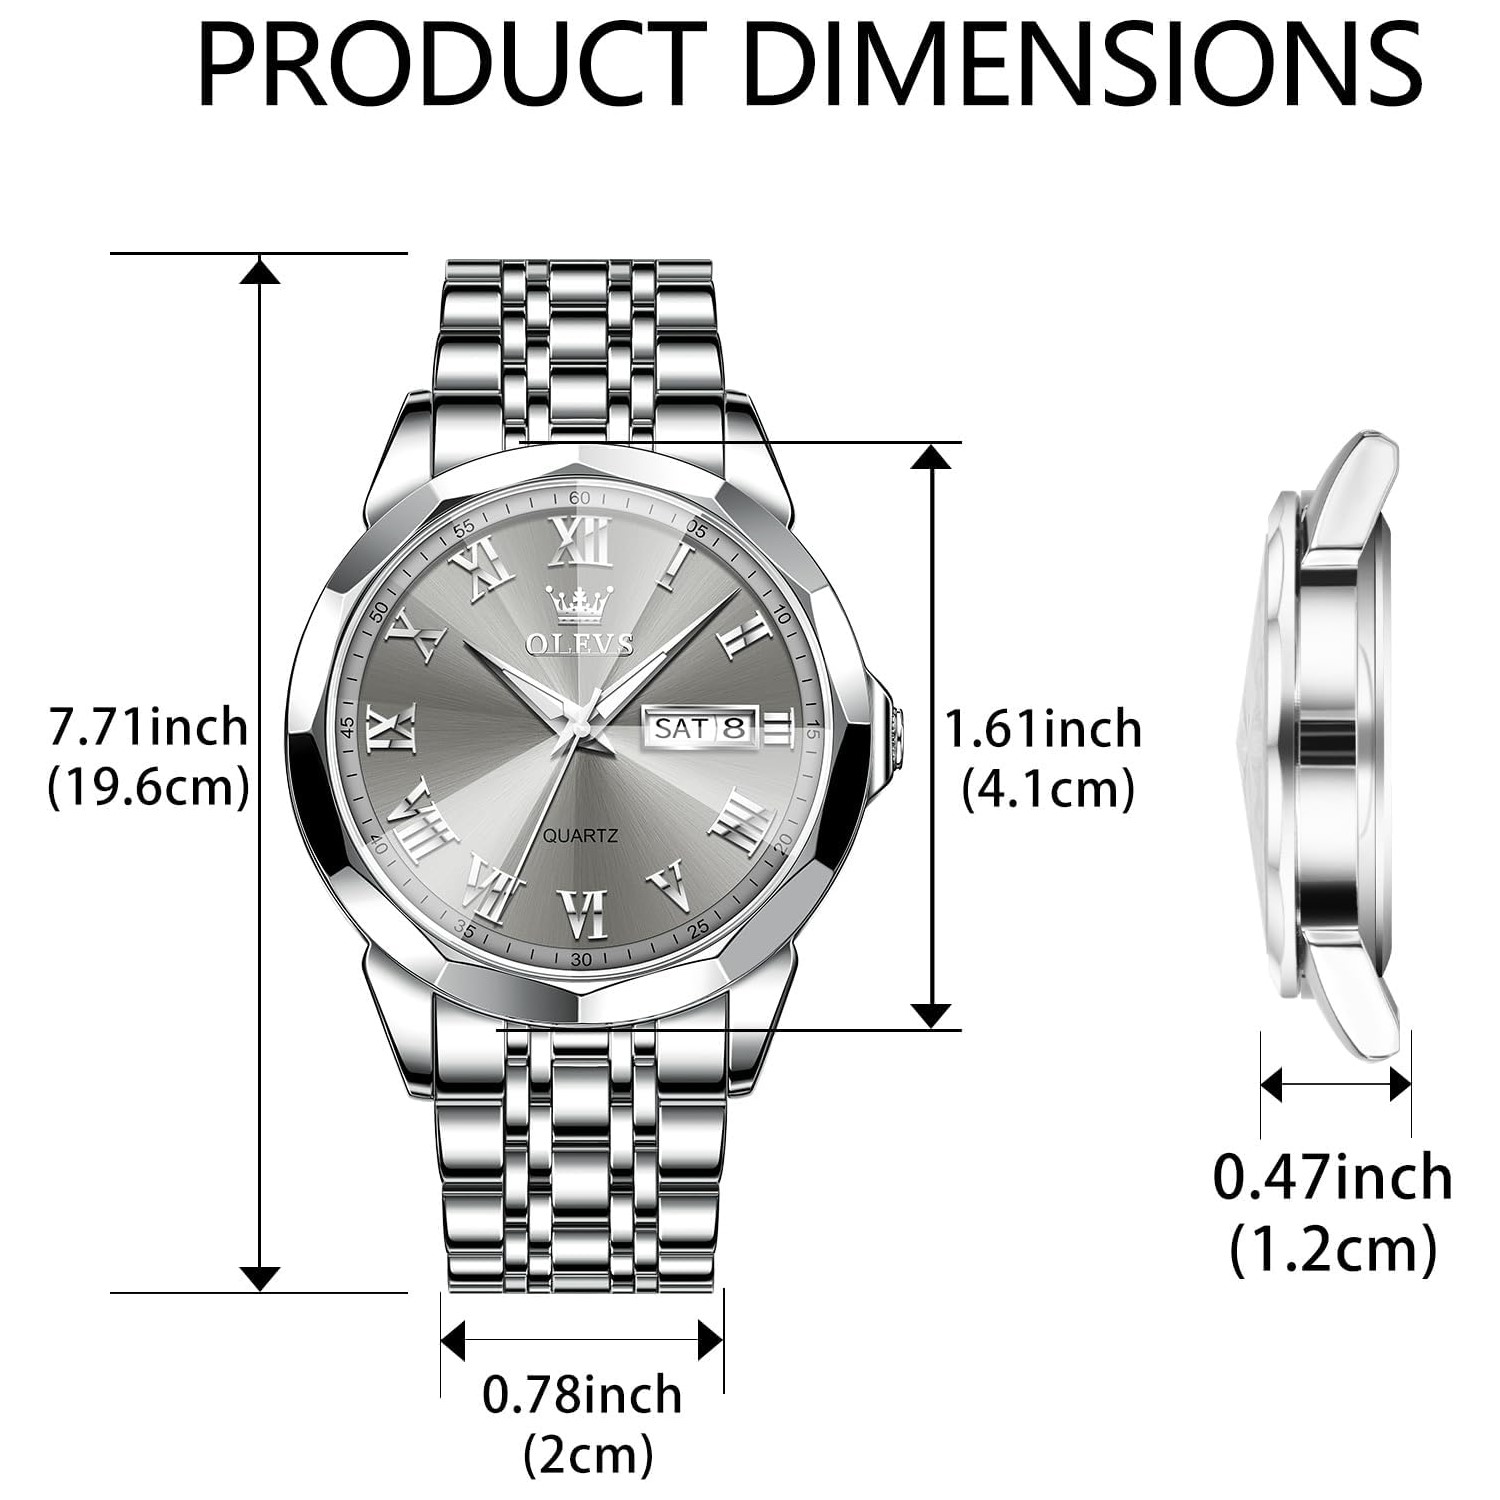 PRODUCT DIMENSIONS
60
55
05
XII
XI
I
50
10
X
II
OLEVS
7.71inch
(19.6cm)
45
IX
SAT 8
III
15
1.61inch
(4.1cm)
QUARTZ
40
VIII
IIII
20
VII
VI
V
35
25
30
0.47inch
(1.2cm)
0.78inch
(2cm)